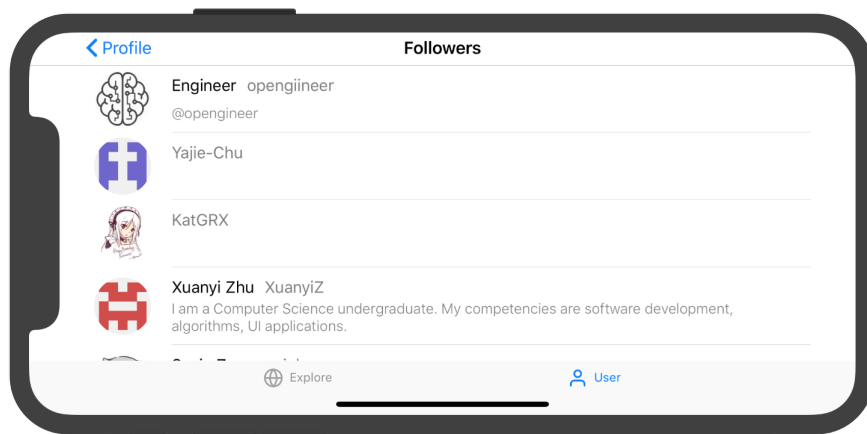 Profile
Followers
Engineer opengiineer
@opengineer
Yajie-Chu
KatGRX
Xuanyi Zhu XuanyiZ
I am a Computer Science undergraduate. My competencies are software development,
algorithms, UI applications.
Explore
User